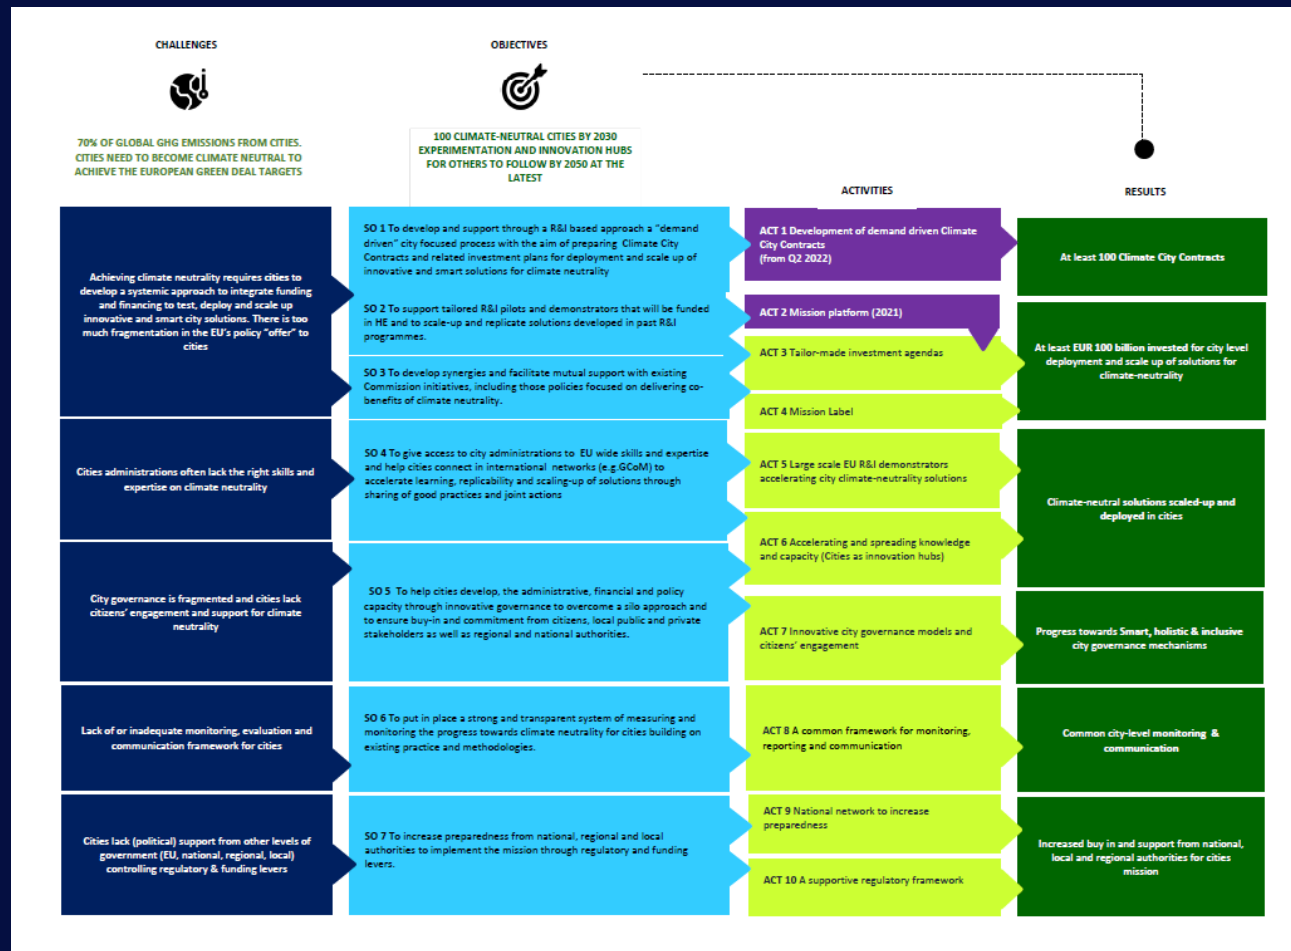 CHALLENGES
OBJECTIVES
70% OF GLOBAL GHG EMISSIONS FROM CITIES.
CITIES NEED TO BECOME CLIMATE NEUTRAL TO
ACHIEVE THE EUROPEAN GREEN DEAL TARGETS
100 CLIMATE-NEUTRAL CITIES BY 2030
EXPERIMENTATION AND INNOVATION HUBS
FOR OTHERS TO FOLLOW BY 2050 AT THE
LATEST
ACTIVITIES
RESULTS
Achieving climate neutrality requires cities to
develop a systemic approach to integrate funding
and financing to test, deploy and scale up
innovative and smart city solutions. There is too
much fragmentation in the EU's policy "offer" to
cities
Cities administrations often lack the right skills and
expertise on climate neutrality
City governance is fragmented and cities lack
citizens' engagement and support for climate
neutrality
Lack of or inadequate monitoring, evaluation and
communication framework for cities
Cities lack (political) support from other levels of
government (EU, national, regional, local)
controlling regulatory & funding levers
SO 1 To develop and support through a R&I based approach a "demand
driven" city focused process with the aim of preparing Climate City
Contracts and related investment plans for deployment and scale up of
innovative and smart solutions for climate neutrality
SO 2 To support tailored R&I pilots and demonstrators that will be funded
in HE and to scale-up and replicate solutions developed in past R&I
programmes.
SO 3 To develop synergies and facilitate mutual support with existing
Commission initiatives, including those policies focused on delivering co-
benefits of climate neutrality.
SO 4 To give access to city administrations to EU wide skills and expertise
and help cities connect in international networks (e.g.GCoM) to
accelerate learning, replicability and scaling-up of solutions through
sharing of good practices and joint actions
SO 5 To help cities develop, the administrative, financial and policy
capacity through innovative governance to overcome a silo approach and
to ensure buy-in and commitment from citizens, local public and private
stakeholders as well as regional and national authorities.
SO 6 To put in place a strong and transparent system of measuring and
monitoring the progress towards climate neutrality for cities building on
existing practice and methodologies.
SO 7 To increase preparedness from national, regional and local
authorities to implement the mission through regulatory and funding
levers.
ACT 1 Development of demand driven Climate
City Contracts
(from Q2 2022)
ACT 2 Mission platform (2021)
ACT 3 Tailor-made investment agendas
ACT 4 Mission Label
ACT 5 Large scale EU R&I demonstrators
accelerating city climate-neutrality solutions
ACT 6 Accelerating and spreading knowledge
and capacity (Cities as innovation hubs)
ACT 7 Innovative city governance models and
citizens' engagement
ACT 8 A common framework for monitoring,
reporting and communication
ACT 9 National network to increase
preparedness
ACT 10 A supportive regulatory framework
At least 100 Climate City Contracts
At least EUR 100 billion invested for city level
deployment and scale up of solutions for
climate-neutrality
Climate-neutral solutions scaled-up and
deployed in cities
Progress towards Smart, holistic & inclusive
city governance mechanisms
Common city-level monitoring &
communication
Increased buy in and support from national,
local and regional authorities for cities
mission